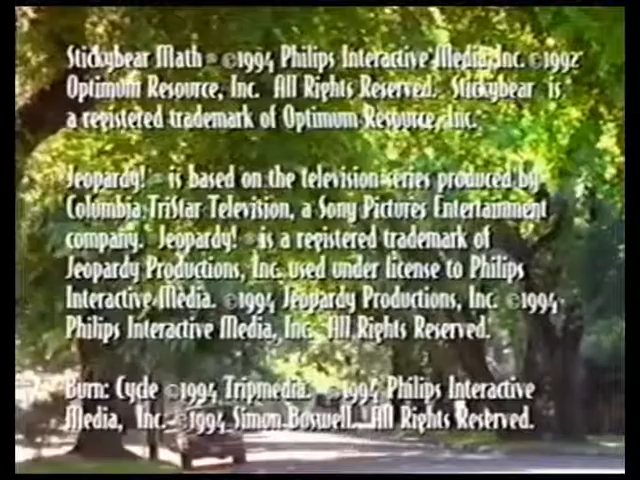 Stickybear Math ® ©1994 Philips Interactive Media, Inc. ©1992
Optimum Resource, Inc. All Rights Reserved. Stickybear is
a registered trademark of Optimum Resource, Inc.
Jeopardy! ® is based on the television series produced by
Columbia TriStar Television, a Sony Pictures Entertainment
company. Jeopardy! ® is a registered trademark of
Jeopardy Productions, Inc. used under license to Philips
Interactive Media. ©1994 Jeopardy Productions, Inc. ©1994
Philips Interactive Media, Inc. All Rights Reserved.
Burn: Cycle ©1994 Tripmedia. ©1994 Philips Interactive
Media, Inc. ©1994 Simon Boswell. All Rights Reserved.